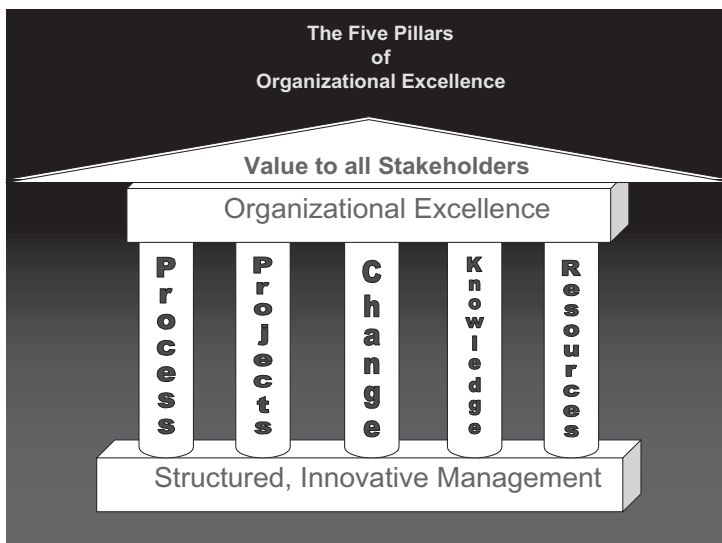 The Five Pillars
of
Organizational Excellence
Value to all Stakeholders
Organizational Excellence
Process
Projects
Change
Knowledge
Resources
Structured, Innovative Management